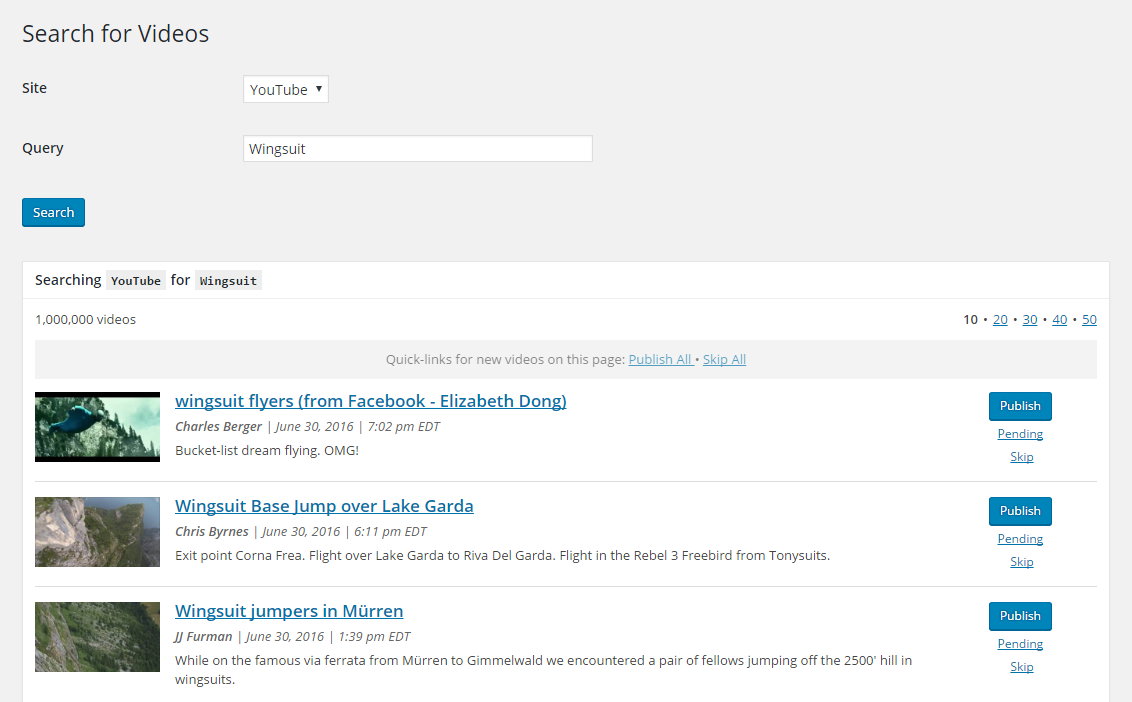 Search for Videos
Site
YouTube
Query
Wingsuit
Search
Searching YouTube for Wingsuit
1,000,000 videos
10 • 20 • 30 • 40 • 50
Quick-links for new videos on this page: Publish All • Skip All
wingsuit flyers (from Facebook - Elizabeth Dong)
Charles Berger | June 30, 2016 | 7:02 pm EDT
Bucket-list dream flying. OMG!
Publish
Pending
Skip
Wingsuit Base Jump over Lake Garda
Chris Byrnes | June 30, 2016 | 6:11 pm EDT
Exit point Corna Frea. Flight over Lake Garda to Riva Del Garda. Flight in the Rebel 3 Freebird from Tonysuits.
Publish
Pending
Skip
Wingsuit jumpers in Mürren
JJ Furman | June 30, 2016 | 1:39 pm EDT
While on the famous via ferrata from Mürren to Gimmelwald we encountered a pair of fellows jumping off the 2500' hill in
wingsuits.
Publish
Pending
Skip